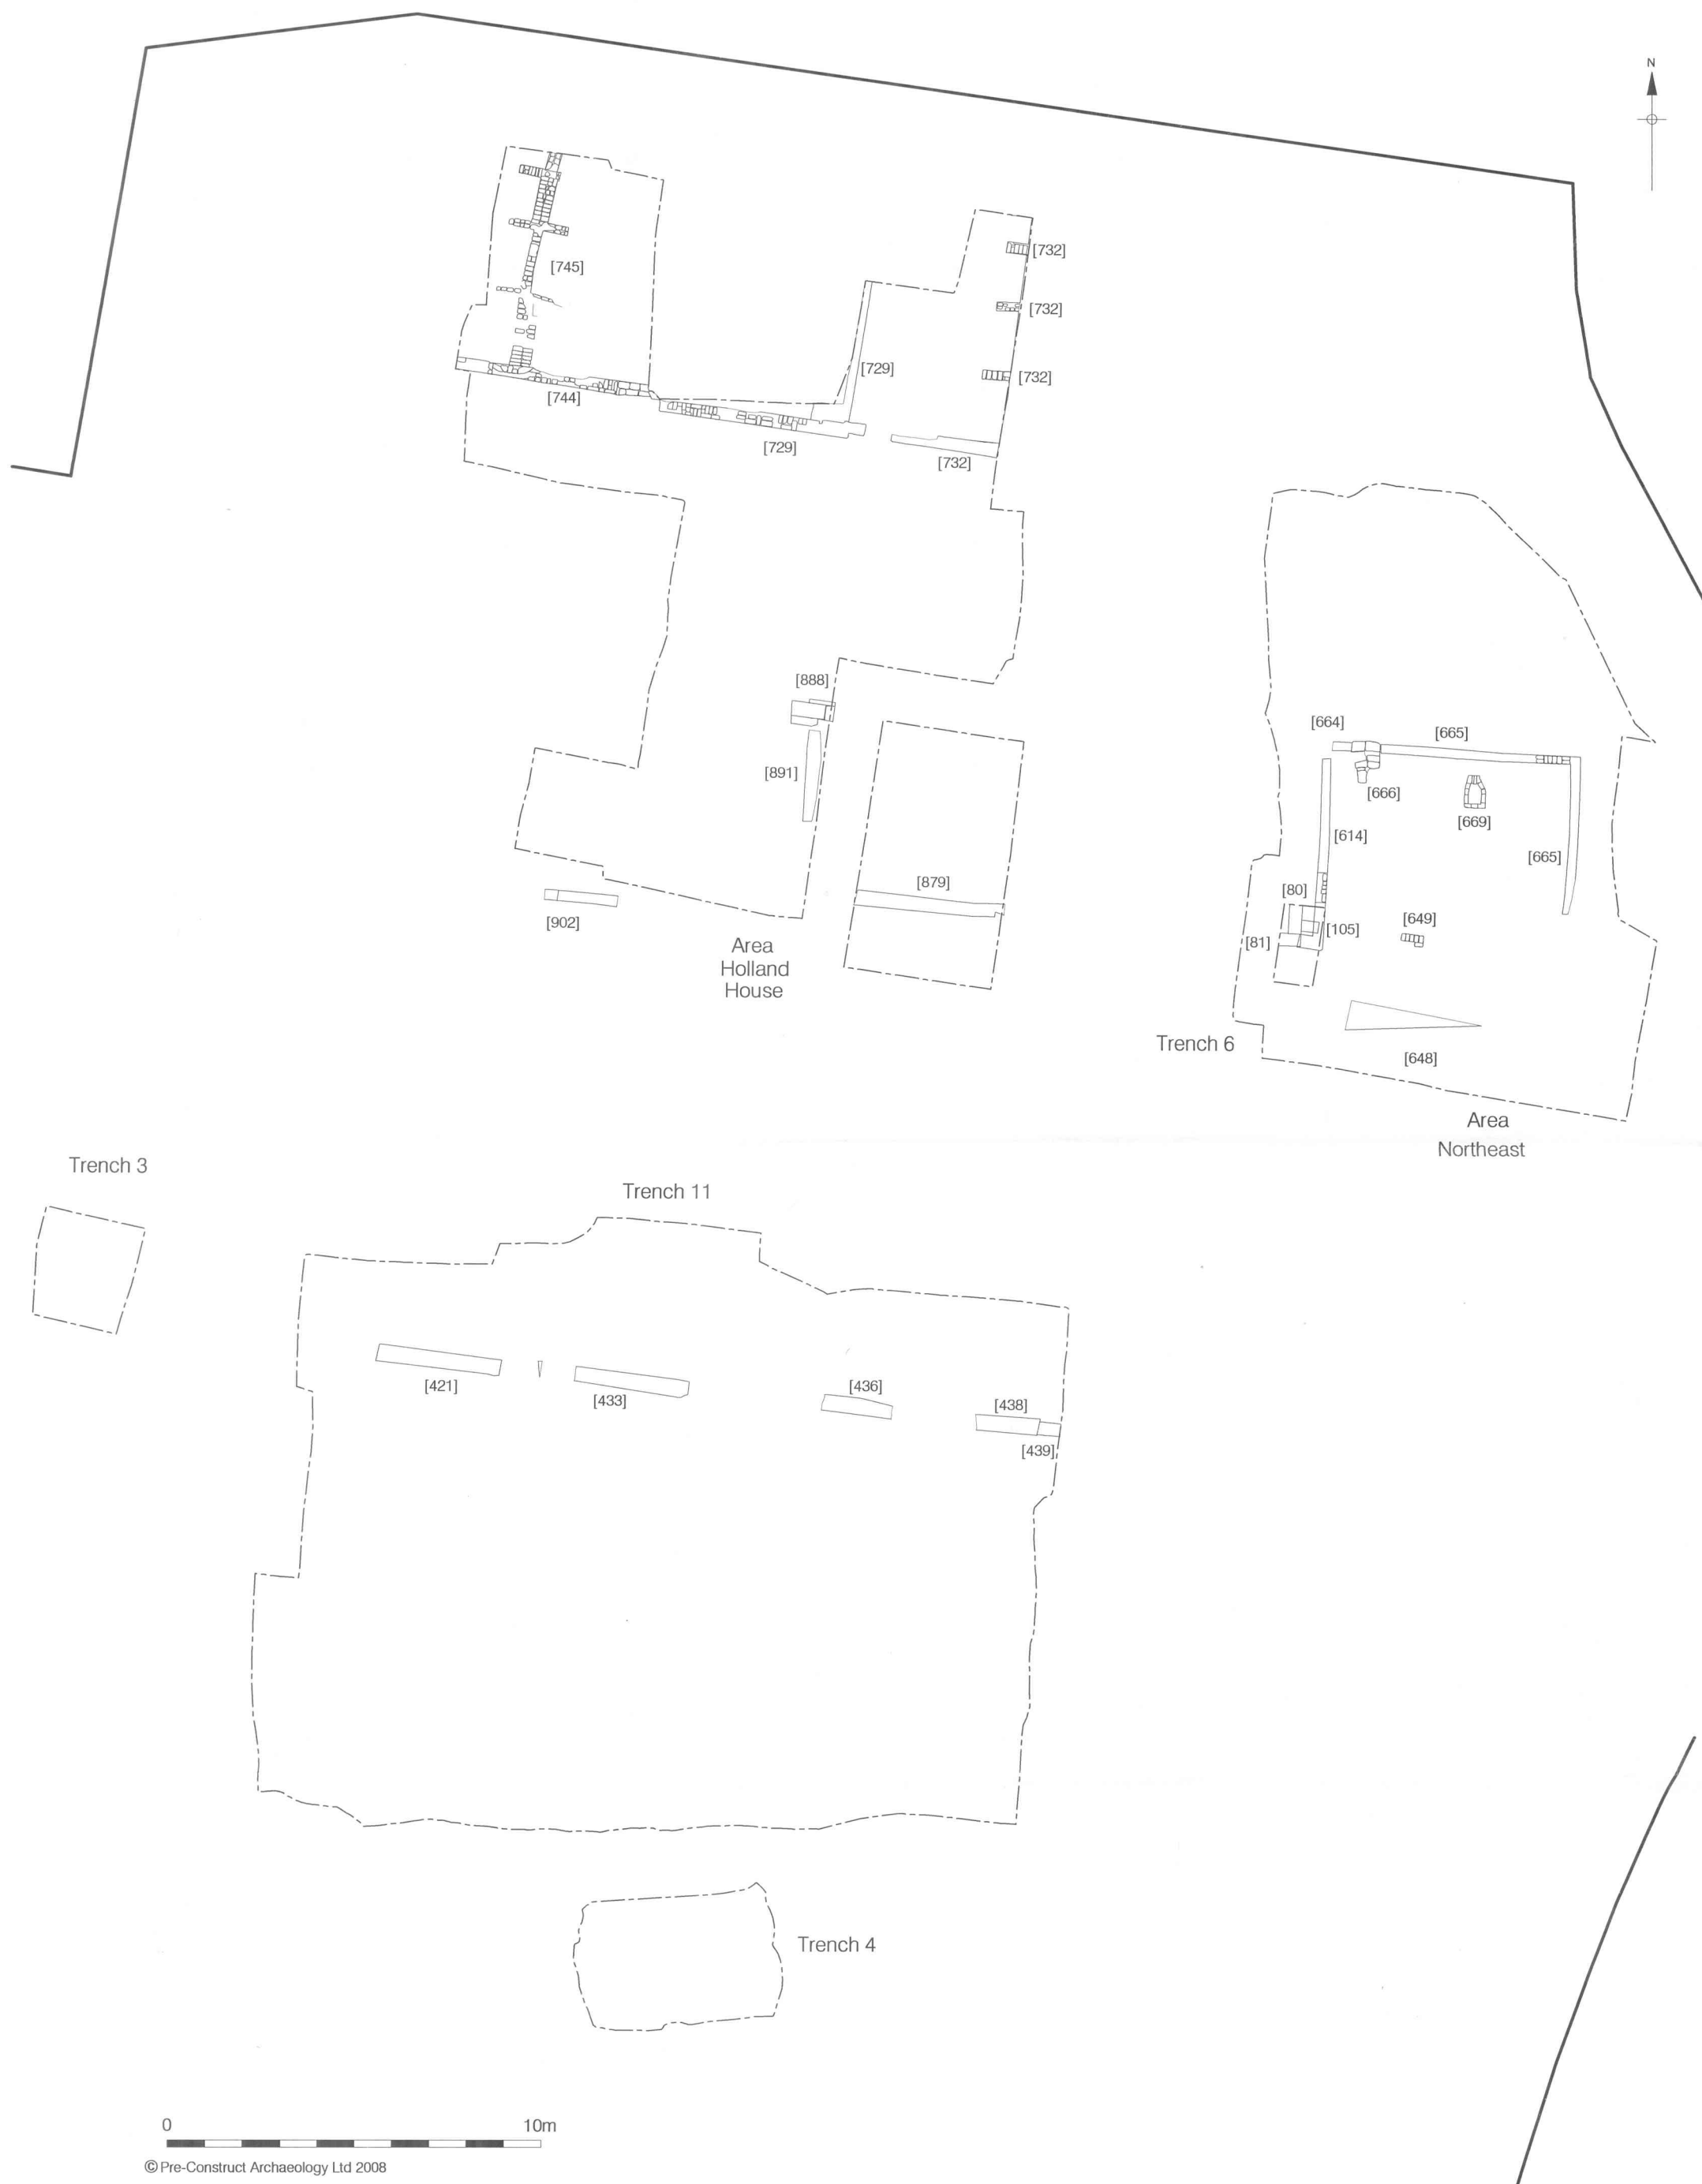 N
[745]
[732]
[732]
[729]
[732]
[744]
[729]
[732]
[888]
[891]
[902]
[879]
Area
Holland
House
[664]
[665]
[666]
[669]
[614]
[665]
[80]
[649]
[81]
[105]
Trench 6
[648]
Area
Northeast
Trench 3
Trench 11
[421]
[433]
[436]
[438]
[439]
Trench 4
0 10m
© Pre-Construct Archaeology Ltd 2008